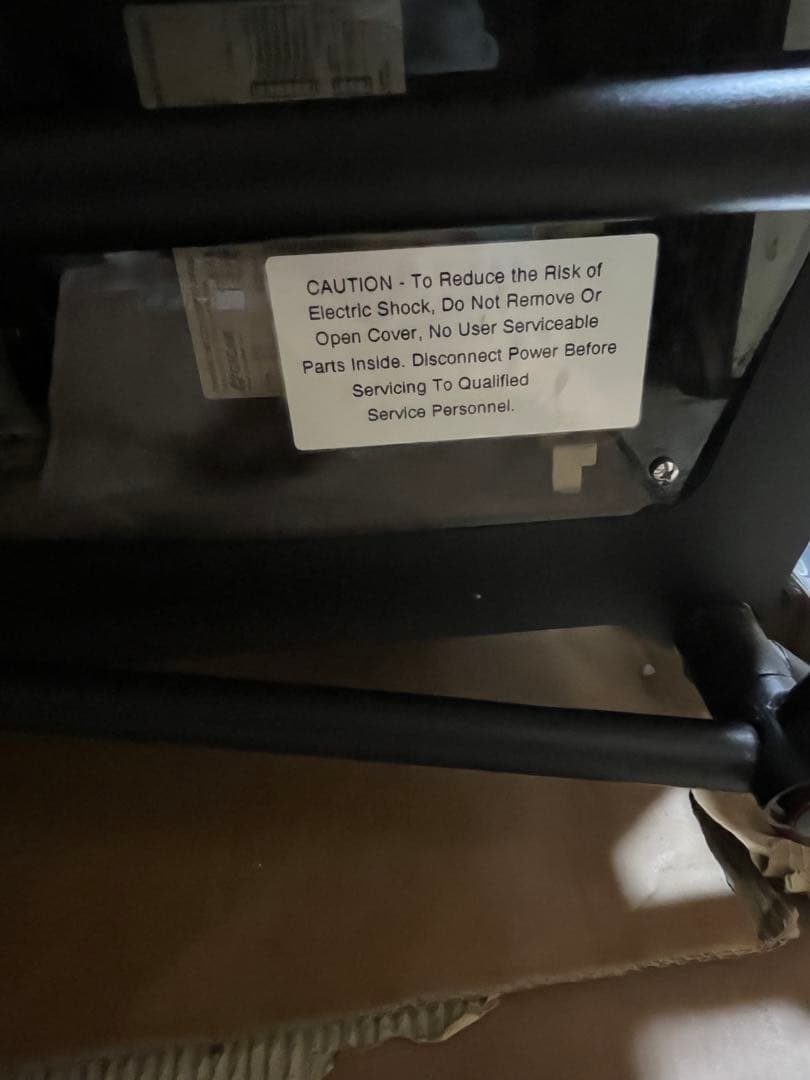 CAUTION - To Reduce the Risk of
Electric Shock, Do Not Remove Or
Open Cover, No User Serviceable
Parts Inside. Disconnect Power Before
Servicing To Qualified
Service Personnel.